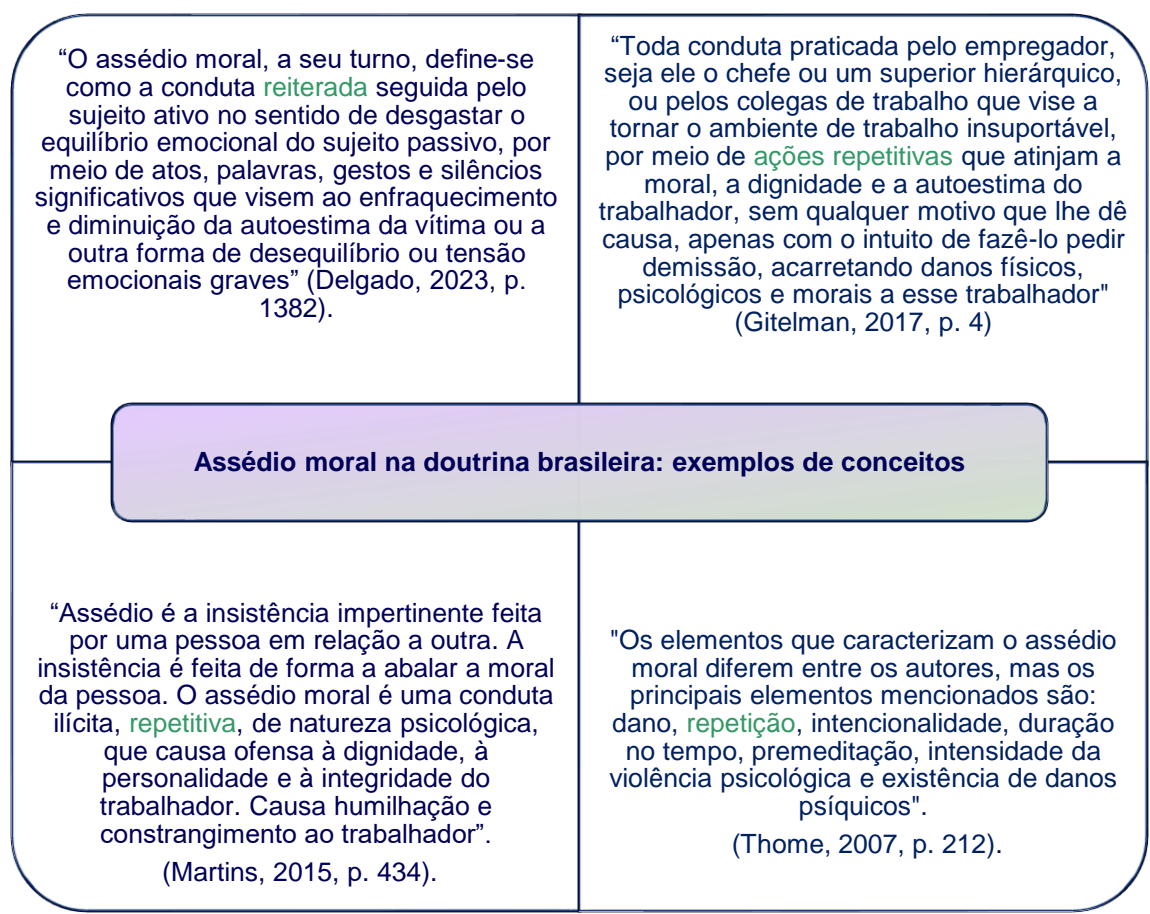 “O assédio moral, a seu turno, define-se
como a conduta reiterada seguida pelo
sujeito ativo no sentido de desgastar o
equilíbrio emocional do sujeito passivo, por
meio de atos, palavras, gestos e silêncios
significativos que visem ao enfraquecimento
e diminuição da autoestima da vítima ou a
outra forma de desequilíbrio ou tensão
emocionais graves” (Delgado, 2023, p.
1382).
“Toda conduta praticada pelo empregador,
seja ele o chefe ou um superior hierárquico,
ou pelos colegas de trabalho que vise a
tornar o ambiente de trabalho insuportável,
por meio de ações repetitivas que atinjam a
moral, a dignidade e a autoestima do
trabalhador, sem qualquer motivo que lhe dê
causa, apenas com o intuito de fazê-lo pedir
demissão, acarretando danos físicos,
psicológicos e morais a esse trabalhador"
(Gitelman, 2017, p. 4)
Assédio moral na doutrina brasileira: exemplos de conceitos
“Assédio é a insistência impertinente feita
por uma pessoa em relação a outra. A
insistência é feita de forma a abalar a moral
da pessoa. O assédio moral é uma conduta
ilícita, repetitiva, de natureza psicológica,
que causa ofensa à dignidade, à
personalidade e à integridade do
trabalhador. Causa humilhação e
constrangimento ao trabalhador”.
(Martins, 2015, p. 434).
"Os elementos que caracterizam o assédio
moral diferem entre os autores, mas os
principais elementos mencionados são:
dano, repetição, intencionalidade, duração
no tempo, premeditação, intensidade da
violência psicológica e existência de danos
psíquicos".
(Thome, 2007, p. 212).